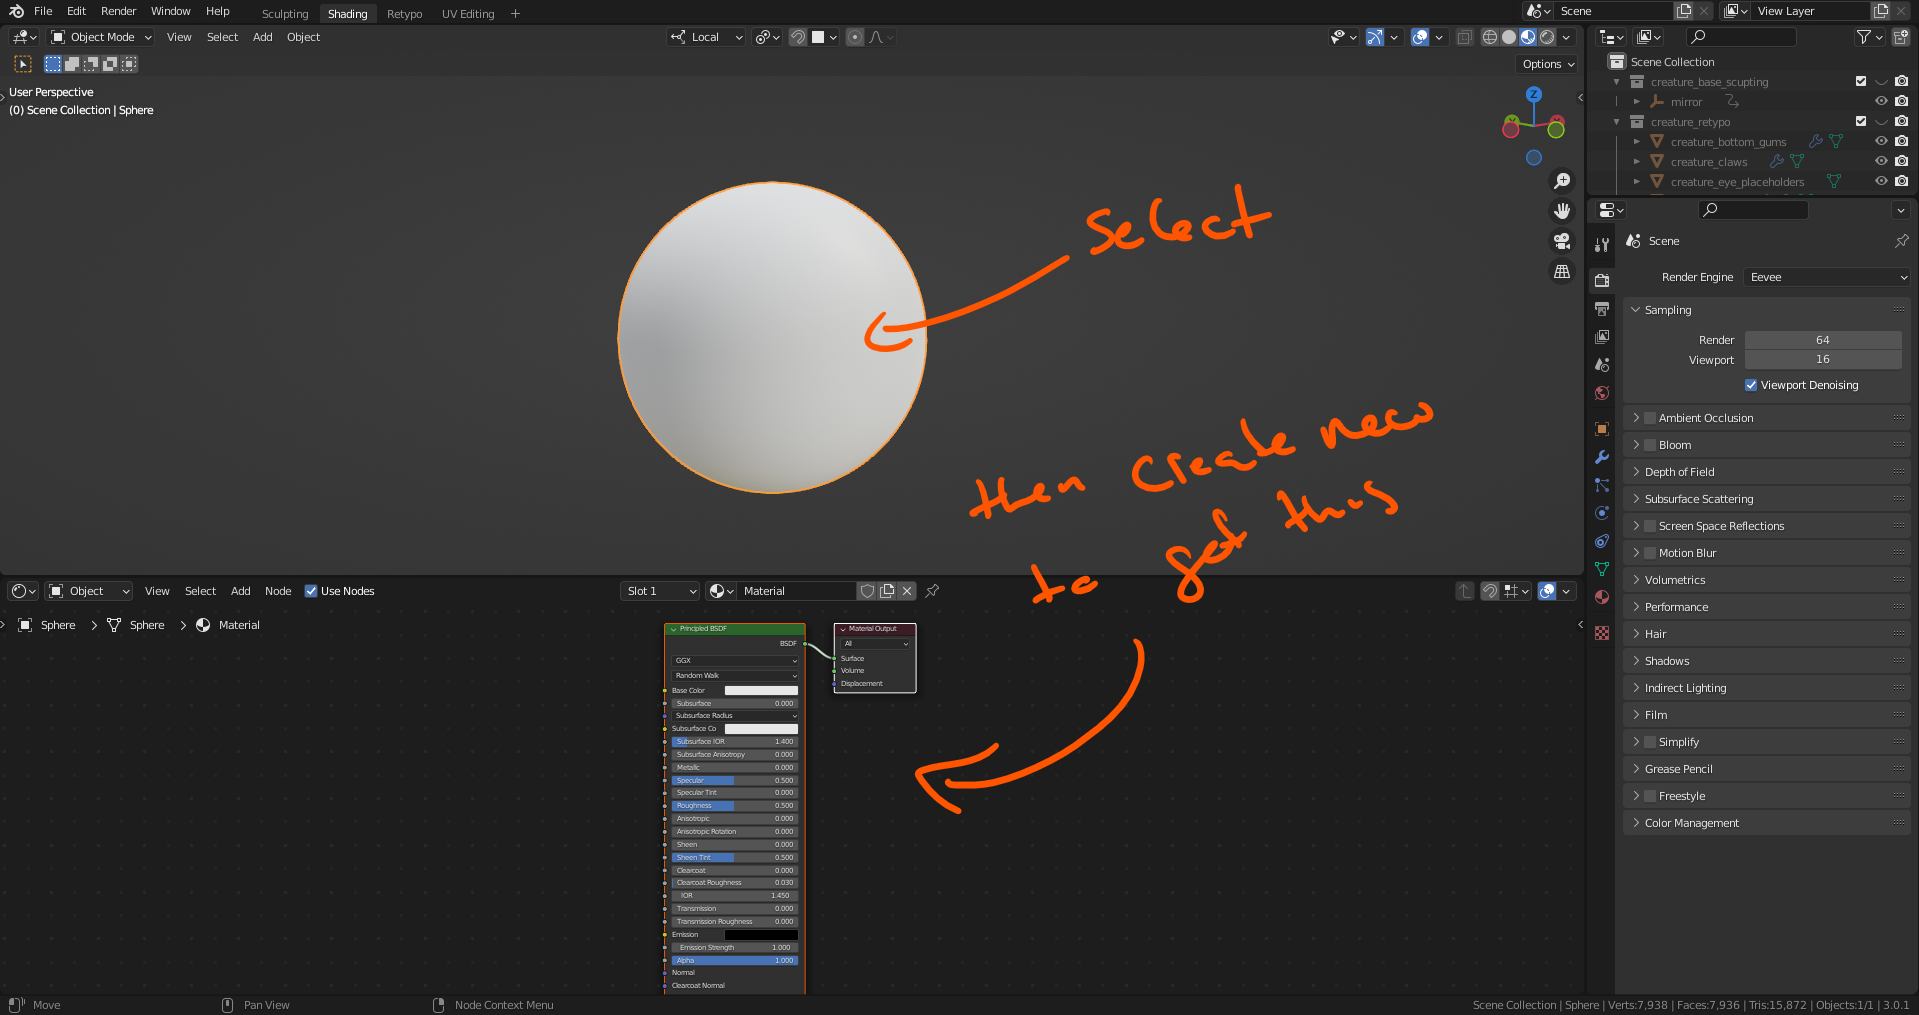 File Edit Render Window Help Sculpting Shading Retypo UV Editing + Scene View Layer
Object Mode View Select Add Object Local
Options
User Perspective
(0) Scene Collection | Sphere
Z
Scene Collection
creature_base_scupting
mirror
creature_retypo
creature_bottom_gums
creature_claws
creature_eye_placeholders
Scene
Render Engine Eevee
Sampling
Render 64
Viewport 16
Viewport Denoising
Ambient Occlusion
Bloom
Depth of Field
Subsurface Scattering
Screen Space Reflections
Motion Blur
Volumetrics
Performance
Hair
Shadows
Indirect Lighting
Film
Simplify
Grease Pencil
Freestyle
Color Management
Select
then Create new
to get this
Object View Select Add Node Use Nodes Slot 1 Material
Sphere > Sphere > Material
Principled BSDF
BSDF
GGX
Random Walk
Base Color
Subsurface 0.000
Subsurface Radius
Subsurface Co
Subsurface IOR 1.400
Subsurface Anisotropy 0.000
Metallic 0.000
Specular 0.500
Specular Tint 0.000
Roughness 0.500
Anisotropic 0.000
Anisotropic Rotation 0.000
Sheen 0.000
Sheen Tint 0.500
Clearcoat 0.000
Clearcoat Roughness 0.030
IOR 1.450
Transmission 0.000
Transmission Roughness 0.000
Emission
Emission Strength 1.000
Alpha 1.000
Normal
Clearcoat Normal
Material Output
All
Surface
Volume
Displacement
Move Pan View Node Context Menu Scene Collection | Sphere | Verts:7,938 | Faces:7,936 | Tris:15,872 | Objects:1/1 | 3.0.1